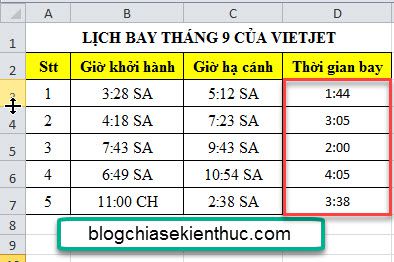 A B C D
1 LỊCH BAY THÁNG 9 CỦA VIETJET
2 Stt Giờ khởi hành Giờ hạ cánh Thời gian bay
3 1 3:28 SA 5:12 SA 1:44
4 2 4:18 SA 7:23 SA 3:05
5 3 7:43 SA 9:43 SA 2:00
6 4 6:49 SA 10:54 SA 4:05
7 5 11:00 CH 2:38 SA 3:38
8
blogchiasekienthuc.com
9